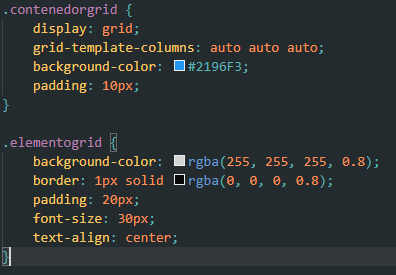 .contenedorgrid {
    display: grid;
    grid-template-columns: auto auto auto;
    background-color: #2196F3;
    padding: 10px;
}

.elementogrid {
    background-color: rgba(255, 255, 255, 0.8);
    border: 1px solid rgba(0, 0, 0, 0.8);
    padding: 20px;
    font-size: 30px;
    text-align: center;
}